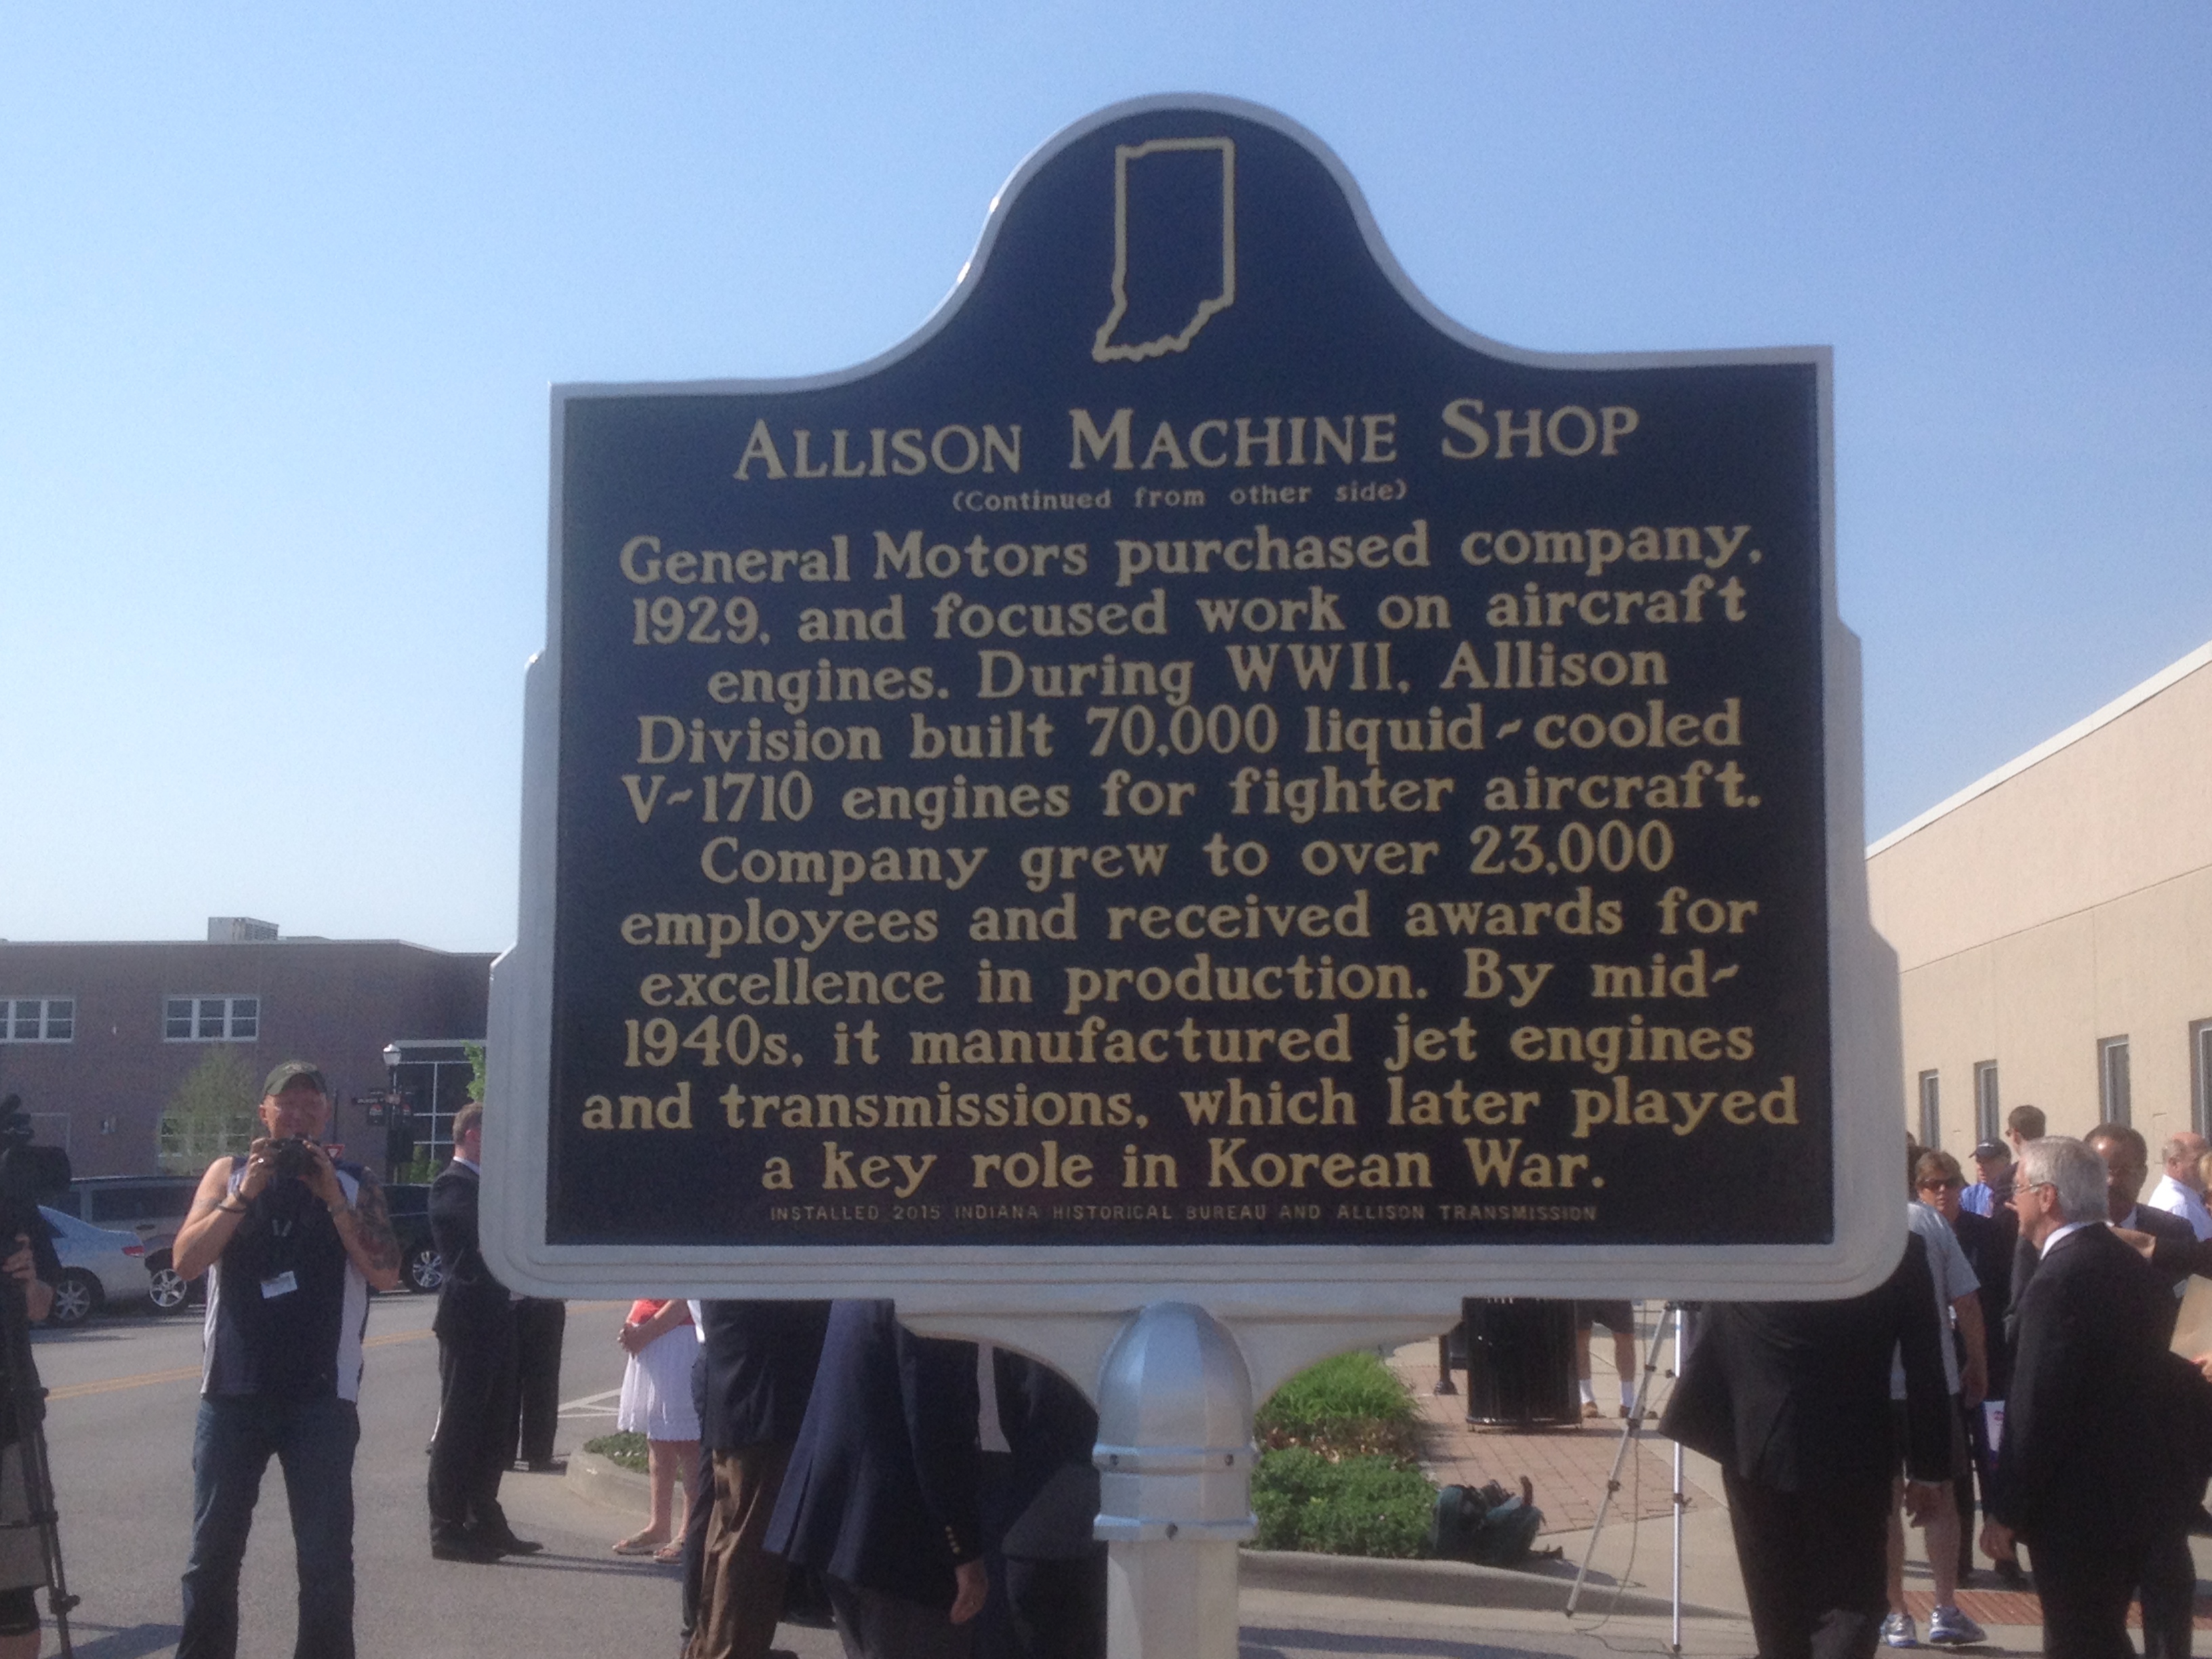 ALLISON MACHINE SHOP
(Continued from other side)
General Motors purchased company,
1929, and focused work on aircraft
engines. During WWII, Allison
Division built 70,000 liquid-cooled
V-1710 engines for fighter aircraft.
Company grew to over 23,000
employees and received awards for
excellence in production. By mid-
1940s, it manufactured jet engines
and transmissions, which later played
a key role in Korean War.
INSTALLED 2015 INDIANA HISTORICAL BUREAU AND ALLISON TRANSMISSION